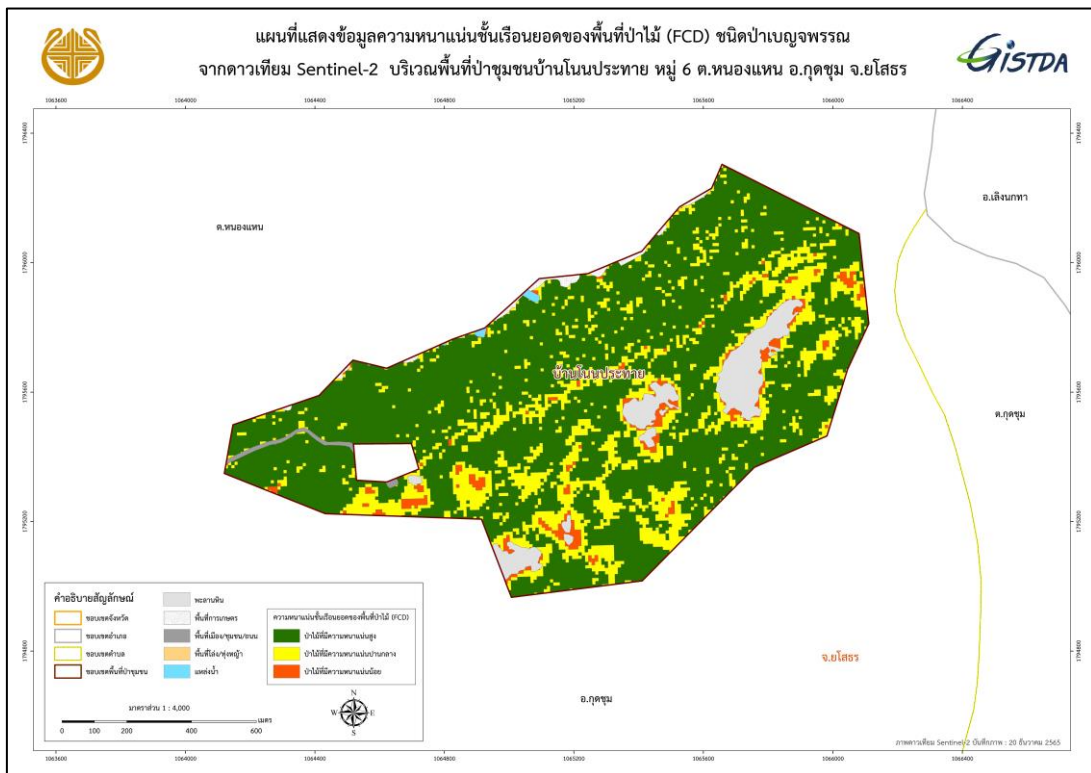 แผนที่แสดงข้อมูลความหนาแน่นชั้นเรือนยอดของพื้นที่ป่าไม้ (FCD) ชนิดป่าเบญจพรรณ
จากดาวเทียม Sentinel-2 บริเวณพื้นที่ป่าชุมชนบ้านโนนประทาย หมู่ 6 ต.หนองแหน อ.กุดชุม จ.ยโสธร
GISTDA
1063600 1064000 1064400 1064800 1065200 1065600 1066000 1066400
1796400 1796400
อ.เลิงนกทา
ต.หนองแหน
1796000 1796000
บ้านโนนประทาย
1795600 1795600
ต.กุดชุม
1795200 1795200
คำอธิบายสัญลักษณ์
ขอบเขตจังหวัด
ขอบเขตอำเภอ
ขอบเขตตำบล
ขอบเขตพื้นที่ป่าชุมชน
พะลานหิน
พื้นที่การเกษตร
พื้นที่เมือง/ชุมชน/ถนน
พื้นที่โล่ง/ทุ่งหญ้า
แหล่งน้ำ
ความหนาแน่นชั้นเรือนยอดของพื้นที่ป่าไม้ (FCD)
ป่าไม้ที่มีความหนาแน่นสูง
ป่าไม้ที่มีความหนาแน่นปานกลาง
ป่าไม้ที่มีความหนาแน่นน้อย
1794800 1794800
จ.ยโสธร
อ.กุดชุม
มาตราส่วน 1 : 4,000
เมตร
0 100 200 400 600
N
W E
S
ภาพดาวเทียม Sentinel-2 บันทึกภาพ : 20 ธันวาคม 2565
1063600 1064000 1064400 1064800 1065200 1065600 1066000 1066400